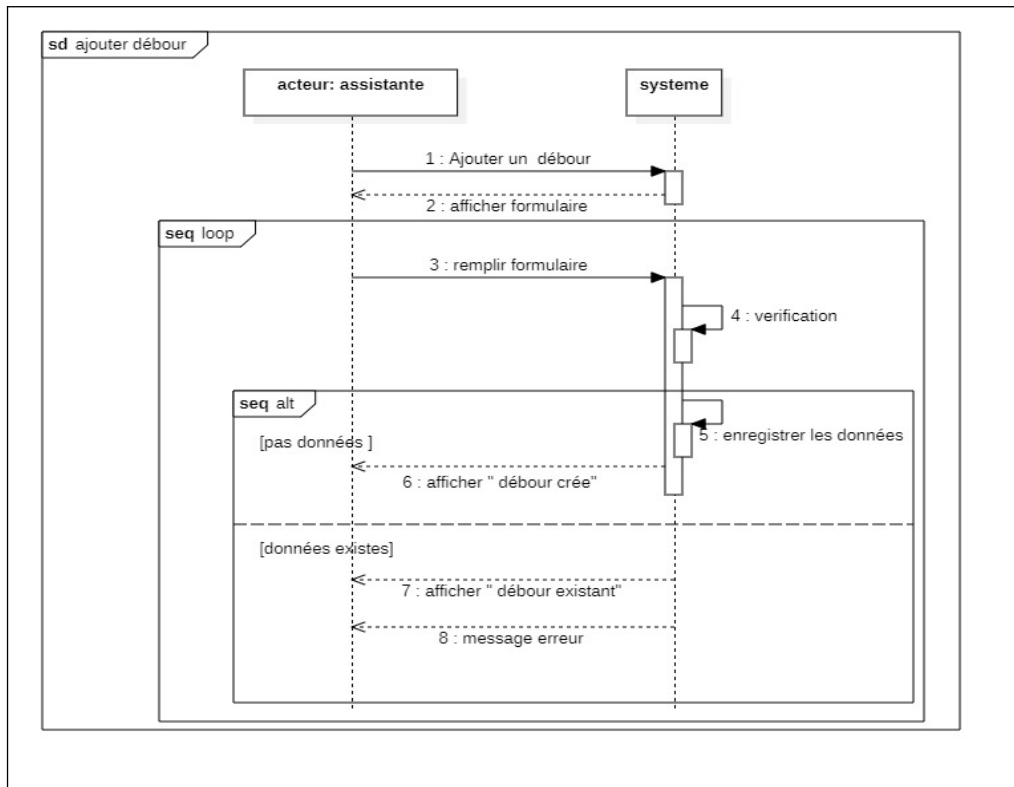 sd ajouter débour
acteur: assistante
systeme
1 : Ajouter un débour
2 : afficher formulaire
seq loop
3 : remplir formulaire
4 : verification
seq alt
5 : enregistrer les données
[pas données ]
6 : afficher " débour crée"
[données existes]
7 : afficher " débour existant"
8 : message erreur